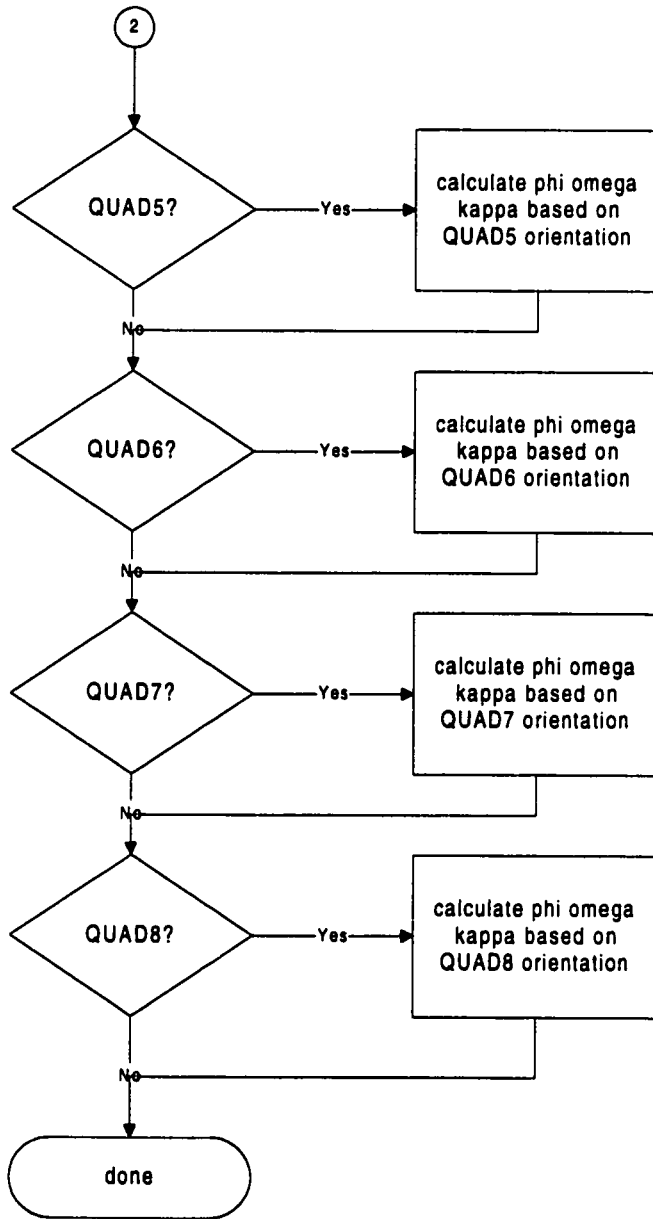 2
QUAD5?
Yes
calculate phi omega
kappa based on
QUAD5 orientation
No
QUAD6?
Yes
calculate phi omega
kappa based on
QUAD6 orientation
No
QUAD7?
Yes
calculate phi omega
kappa based on
QUAD7 orientation
No
QUAD8?
Yes
calculate phi omega
kappa based on
QUAD8 orientation
No
done